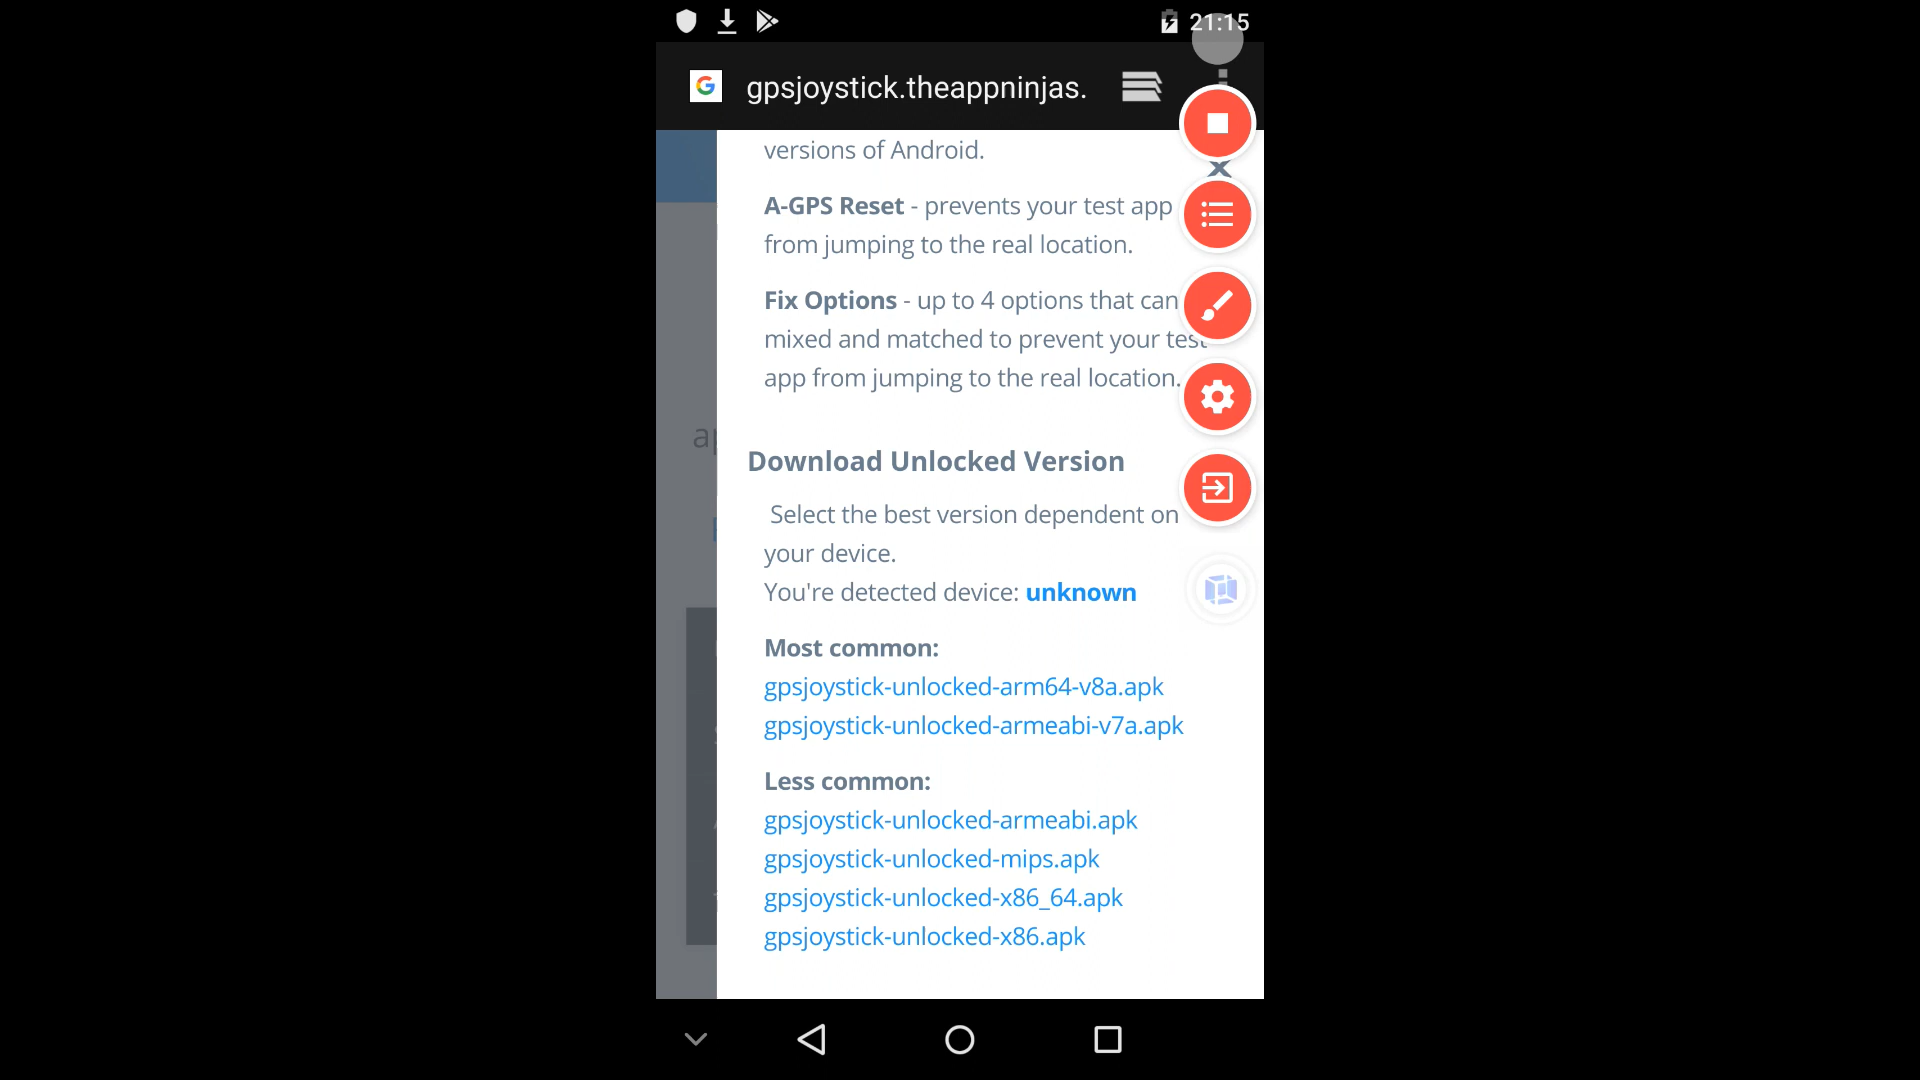 21:15
gpsjoystick.theappninjas.
versions of Android.
A-GPS Reset - prevents your test app
from jumping to the real location.
Fix Options - up to 4 options that can
mixed and matched to prevent your test
app from jumping to the real location.
Download Unlocked Version
Select the best version dependent on
your device.
You're detected device: unknown
Most common:
gpsjoystick-unlocked-arm64-v8a.apk
gpsjoystick-unlocked-armeabi-v7a.apk
Less common:
gpsjoystick-unlocked-armeabi.apk
gpsjoystick-unlocked-mips.apk
gpsjoystick-unlocked-x86_64.apk
gpsjoystick-unlocked-x86.apk